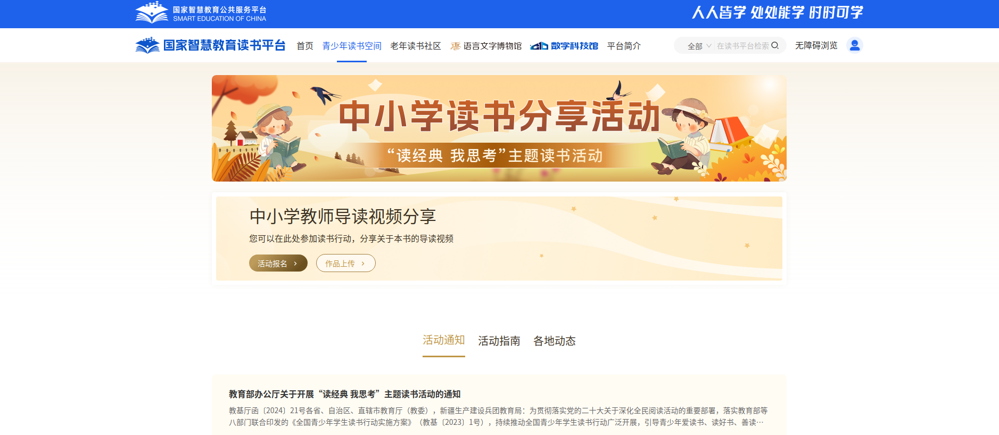 国家智慧教育公共服务平台
SMART EDUCATION OF CHINA
人人皆学 处处能学 时时可学
国家智慧教育读书平台 首页 青少年读书空间 老年读书社区 语言文字博物馆 数字科技馆 平台简介 全部 在读书平台检索 无障碍浏览
中小学读书分享活动
“读经典 我思考”主题读书活动
中小学教师导读视频分享
您可以在此处参加读书行动，分享关于本书的导读视频
活动报名 > 作品上传 >
活动通知 活动指南 各地动态
教育部办公厅关于开展“读经典 我思考”主题读书活动的通知
教基厅函〔2024〕21号各省、自治区、直辖市教育厅（教委），新疆生产建设兵团教育局：为贯彻落实党的二十大关于深化全民阅读活动的重要部署，落实教育部等
八部门联合印发的《全国青少年学生读书行动实施方案》（教基〔2023〕1号），持续推动全国青少年学生读书行动广泛开展，引导青少年爱读书、读好书、善读…